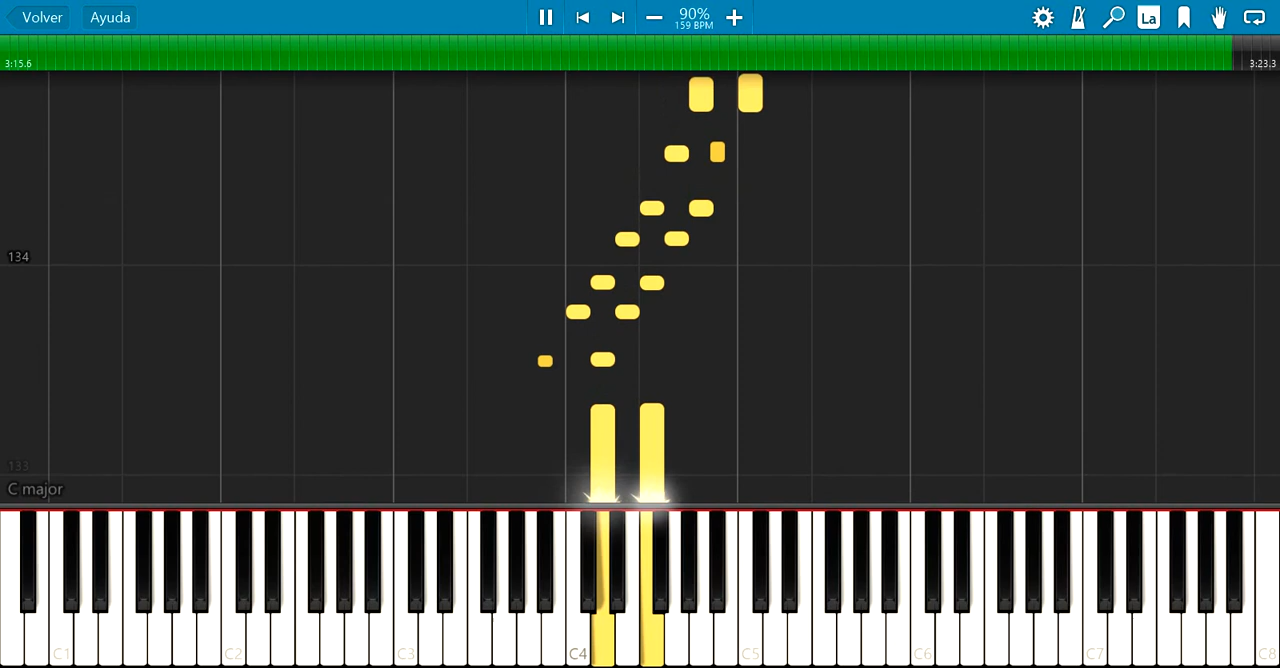 Volver
Ayuda
90%
159 BPM
La
3:15.6
3:23.3
134
133
C major
C1
C2
C3
C4
C5
C6
C7
C8